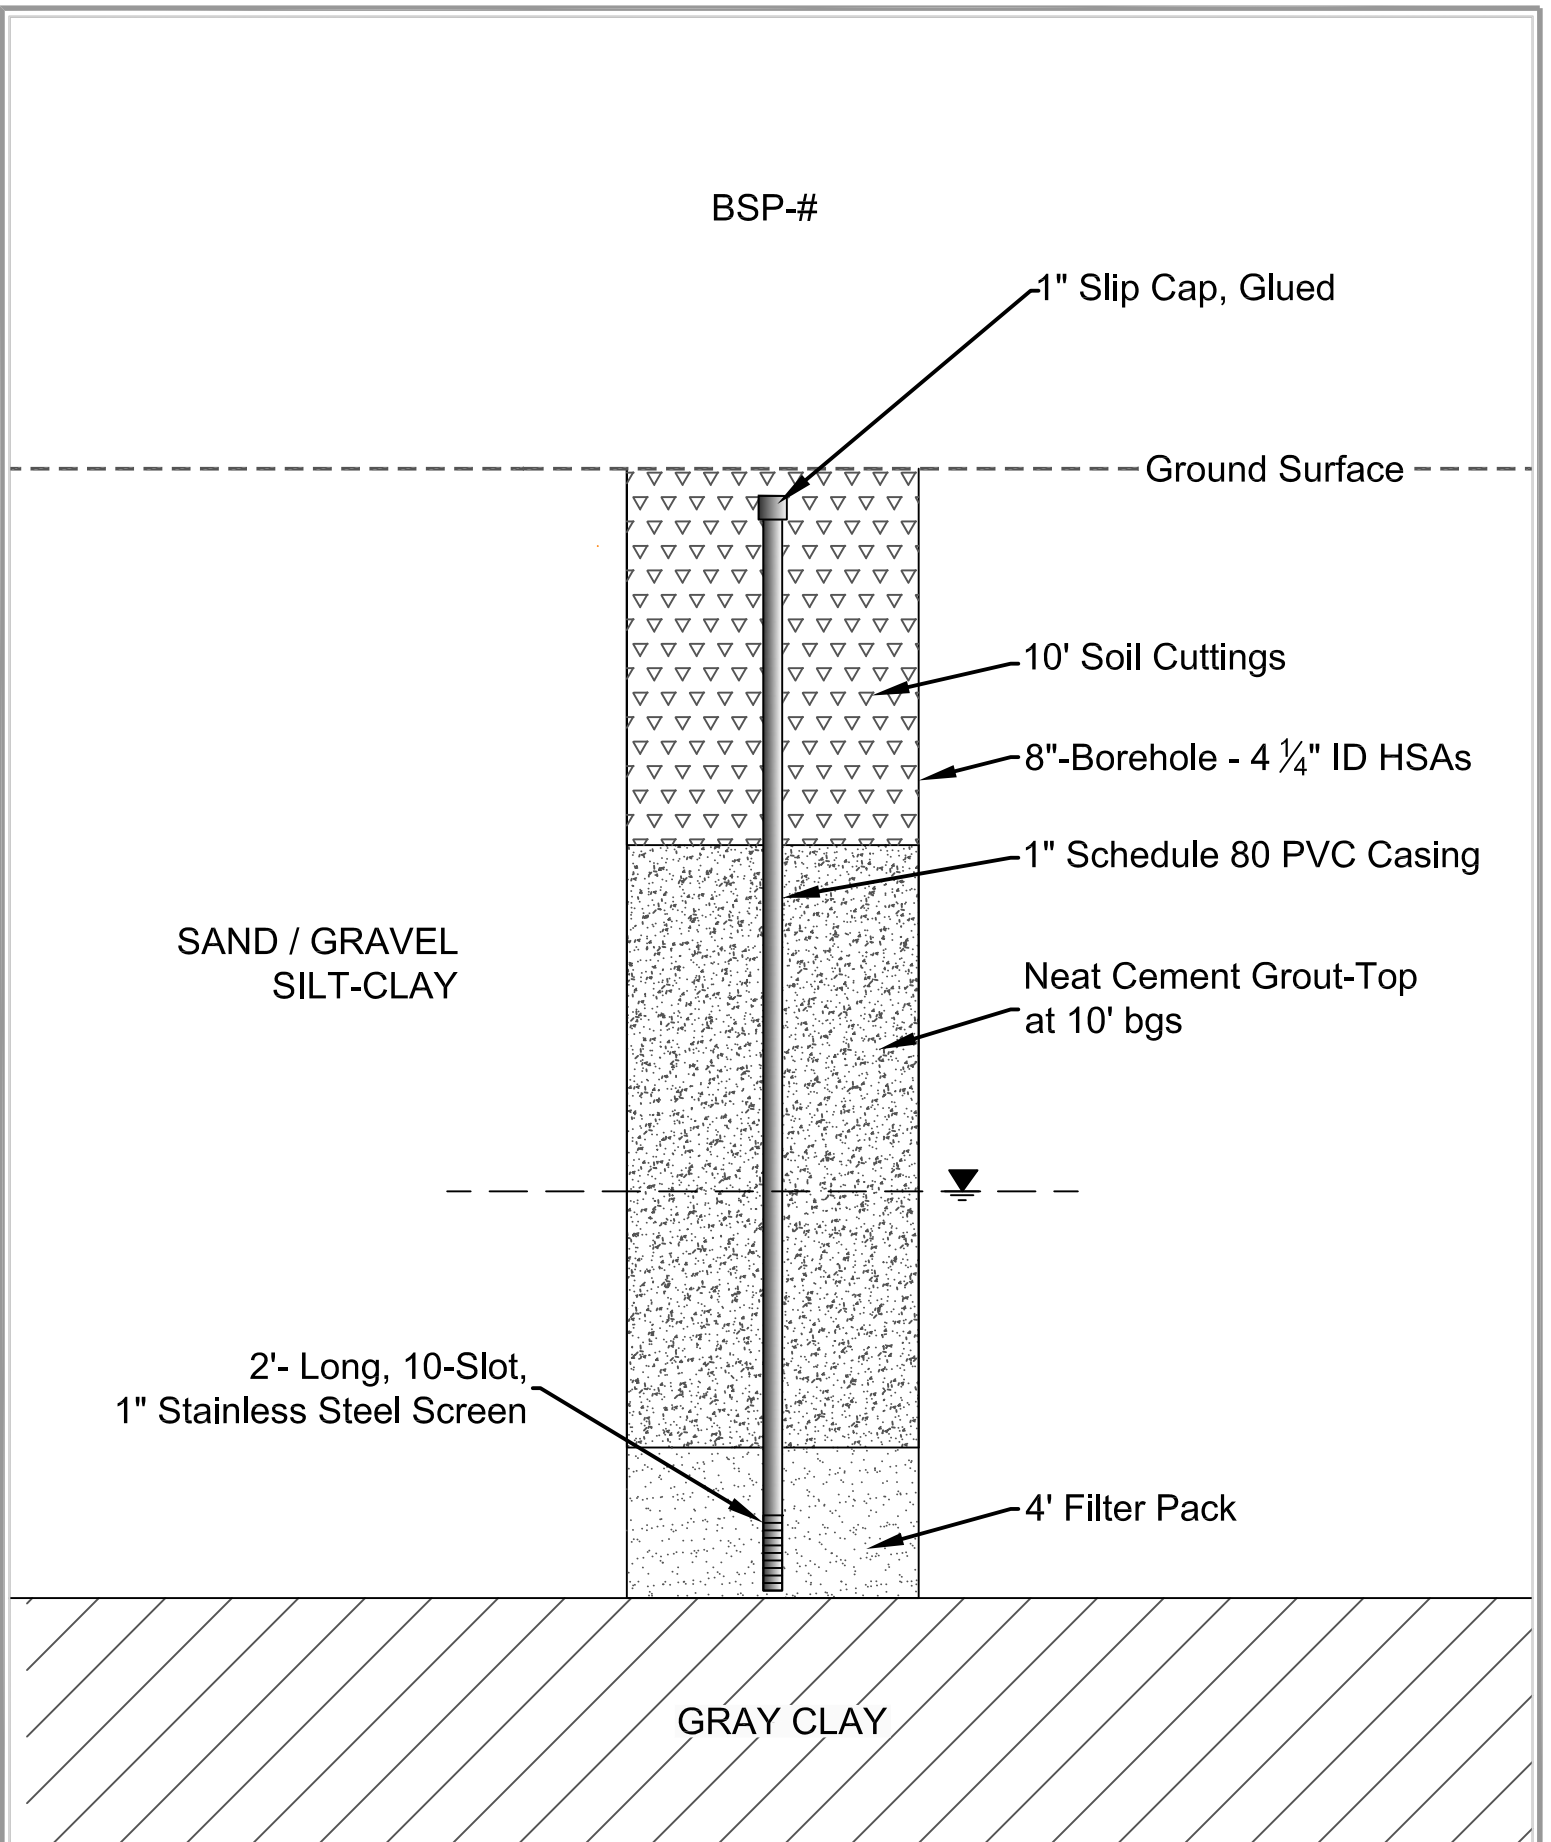 BSP-#
1" Slip Cap, Glued
Ground Surface
10' Soil Cuttings
8"-Borehole - 4 ¼" ID HSAs
1" Schedule 80 PVC Casing
SAND / GRAVEL
SILT-CLAY
Neat Cement Grout-Top
at 10' bgs
2'- Long, 10-Slot,
1" Stainless Steel Screen
4' Filter Pack
GRAY CLAY